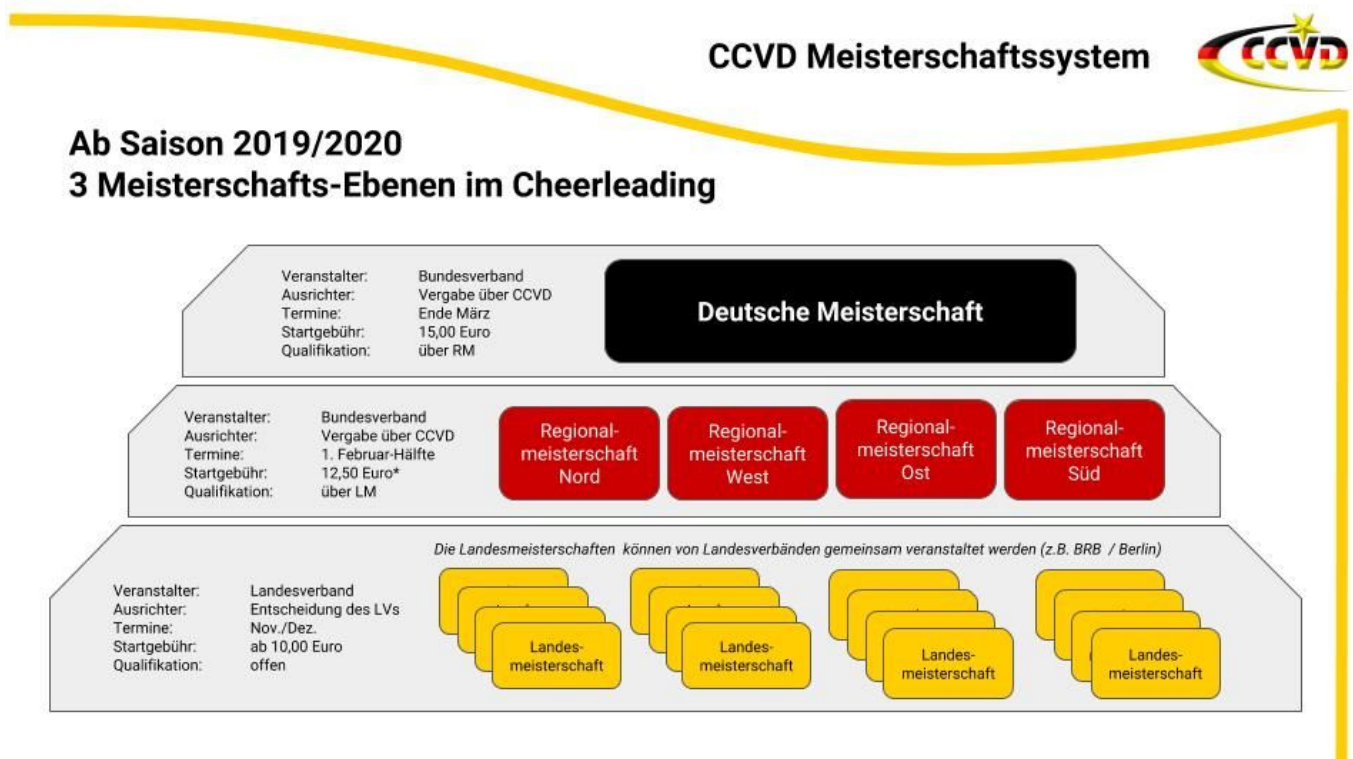 CCVD Meisterschaftssystem
CCVD
Ab Saison 2019/2020
3 Meisterschafts-Ebenen im Cheerleading
Veranstalter: Bundesverband
Ausrichter: Vergabe über CCVD
Termine: Ende März
Startgebühr: 15,00 Euro
Qualifikation: über RM
Deutsche Meisterschaft
Veranstalter: Bundesverband
Ausrichter: Vergabe über CCVD
Termine: 1. Februar-Hälfte
Startgebühr: 12,50 Euro*
Qualifikation: über LM
Regional-
meisterschaft
Nord
Regional-
meisterschaft
West
Regional-
meisterschaft
Ost
Regional-
meisterschaft
Süd
Die Landesmeisterschaften können von Landesverbänden gemeinsam veranstaltet werden (z.B. BRB / Berlin)
Veranstalter: Landesverband
Ausrichter: Entscheidung des LVs
Termine: Nov./Dez.
Startgebühr: ab 10,00 Euro
Qualifikation: offen
Landes-
meisterschaft
Landes-
meisterschaft
Landes-
meisterschaft
Landes-
meisterschaft